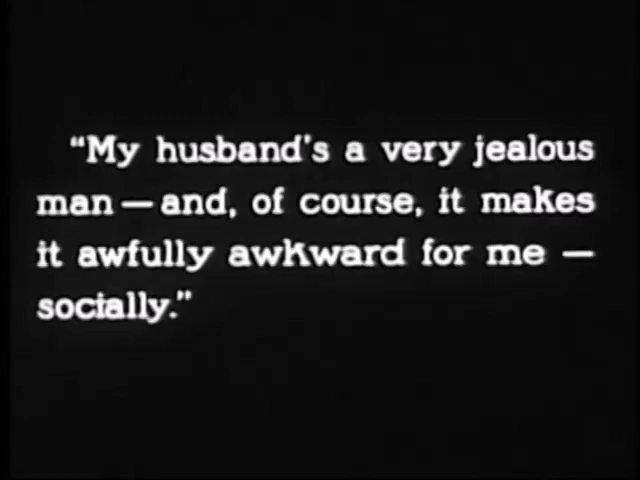 “My husband's a very jealous
man — and, of course, it makes
it awfully awkward for me —
socially.”